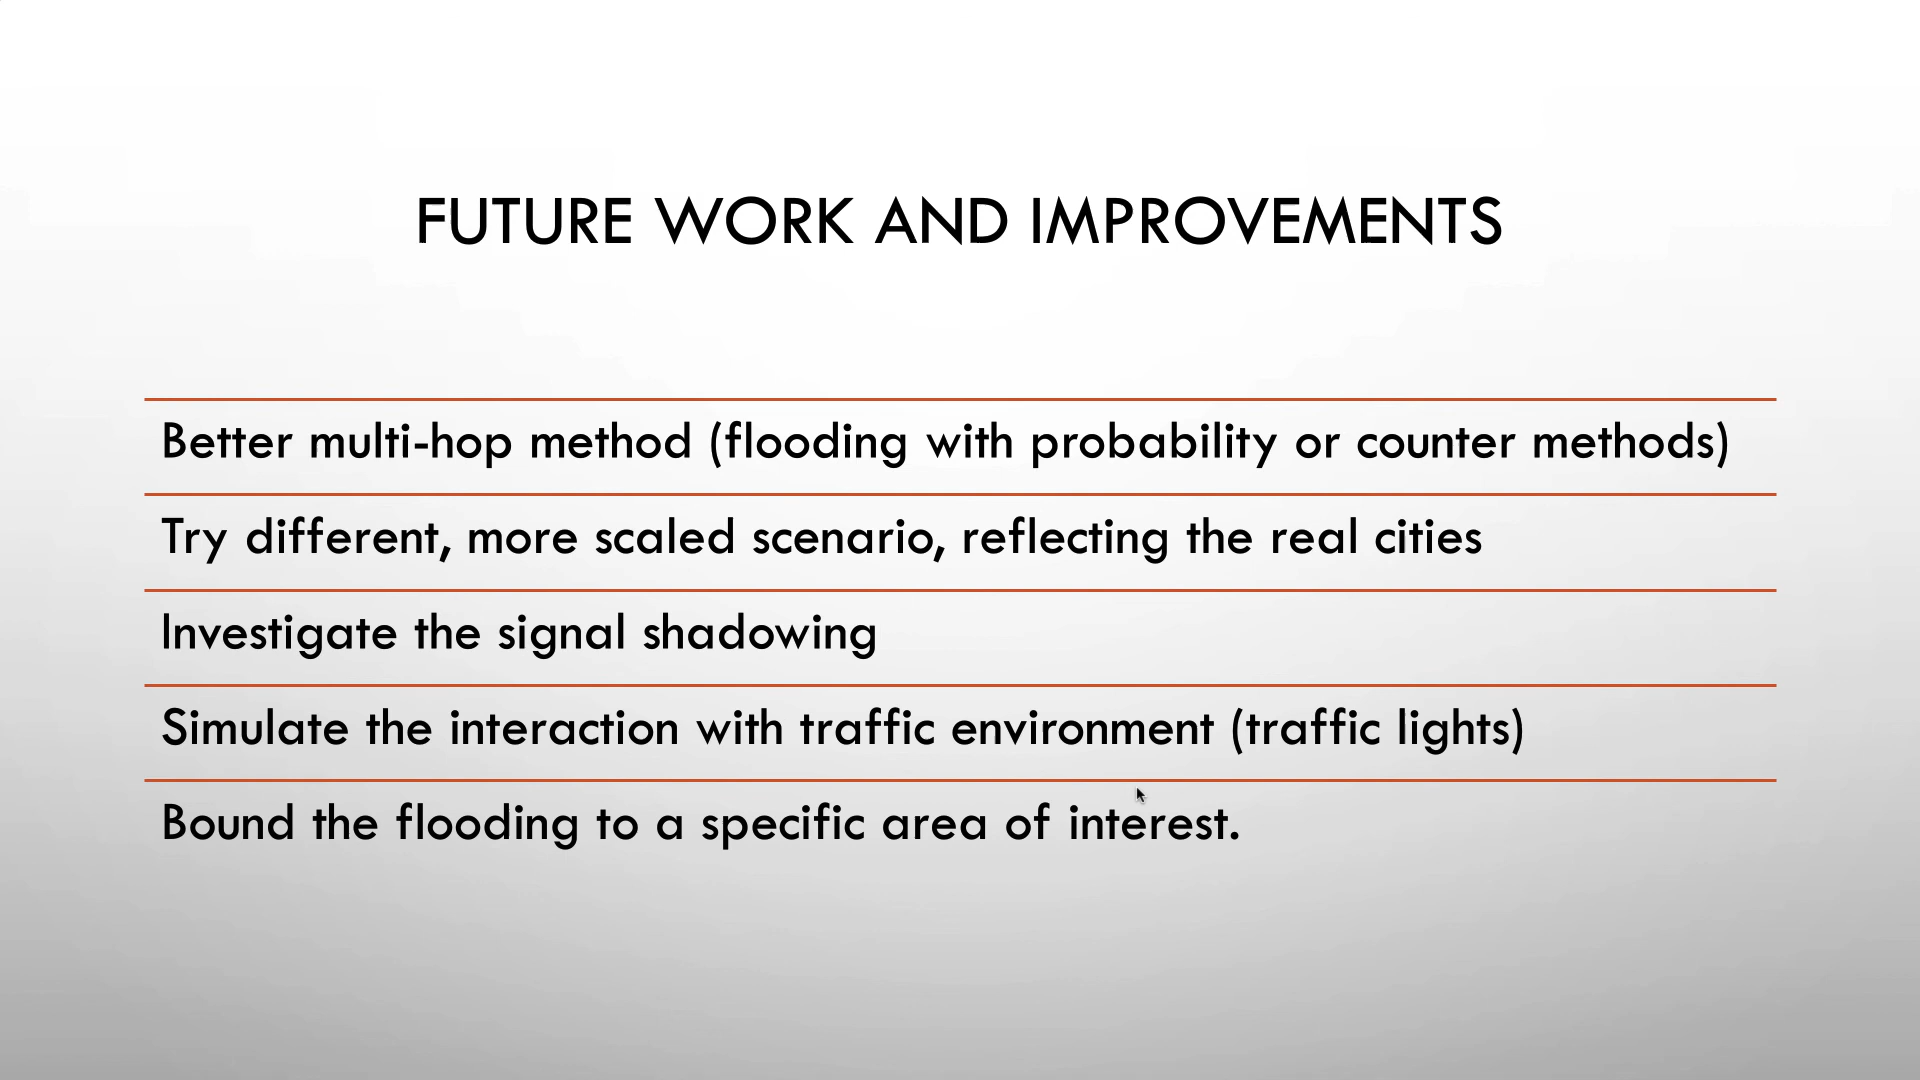 FUTURE WORK AND IMPROVEMENTS
Better multi-hop method (flooding with probability or counter methods)
Try different, more scaled scenario, reflecting the real cities
Investigate the signal shadowing
Simulate the interaction with traffic environment (traffic lights)
Bound the flooding to a specific area of interest.